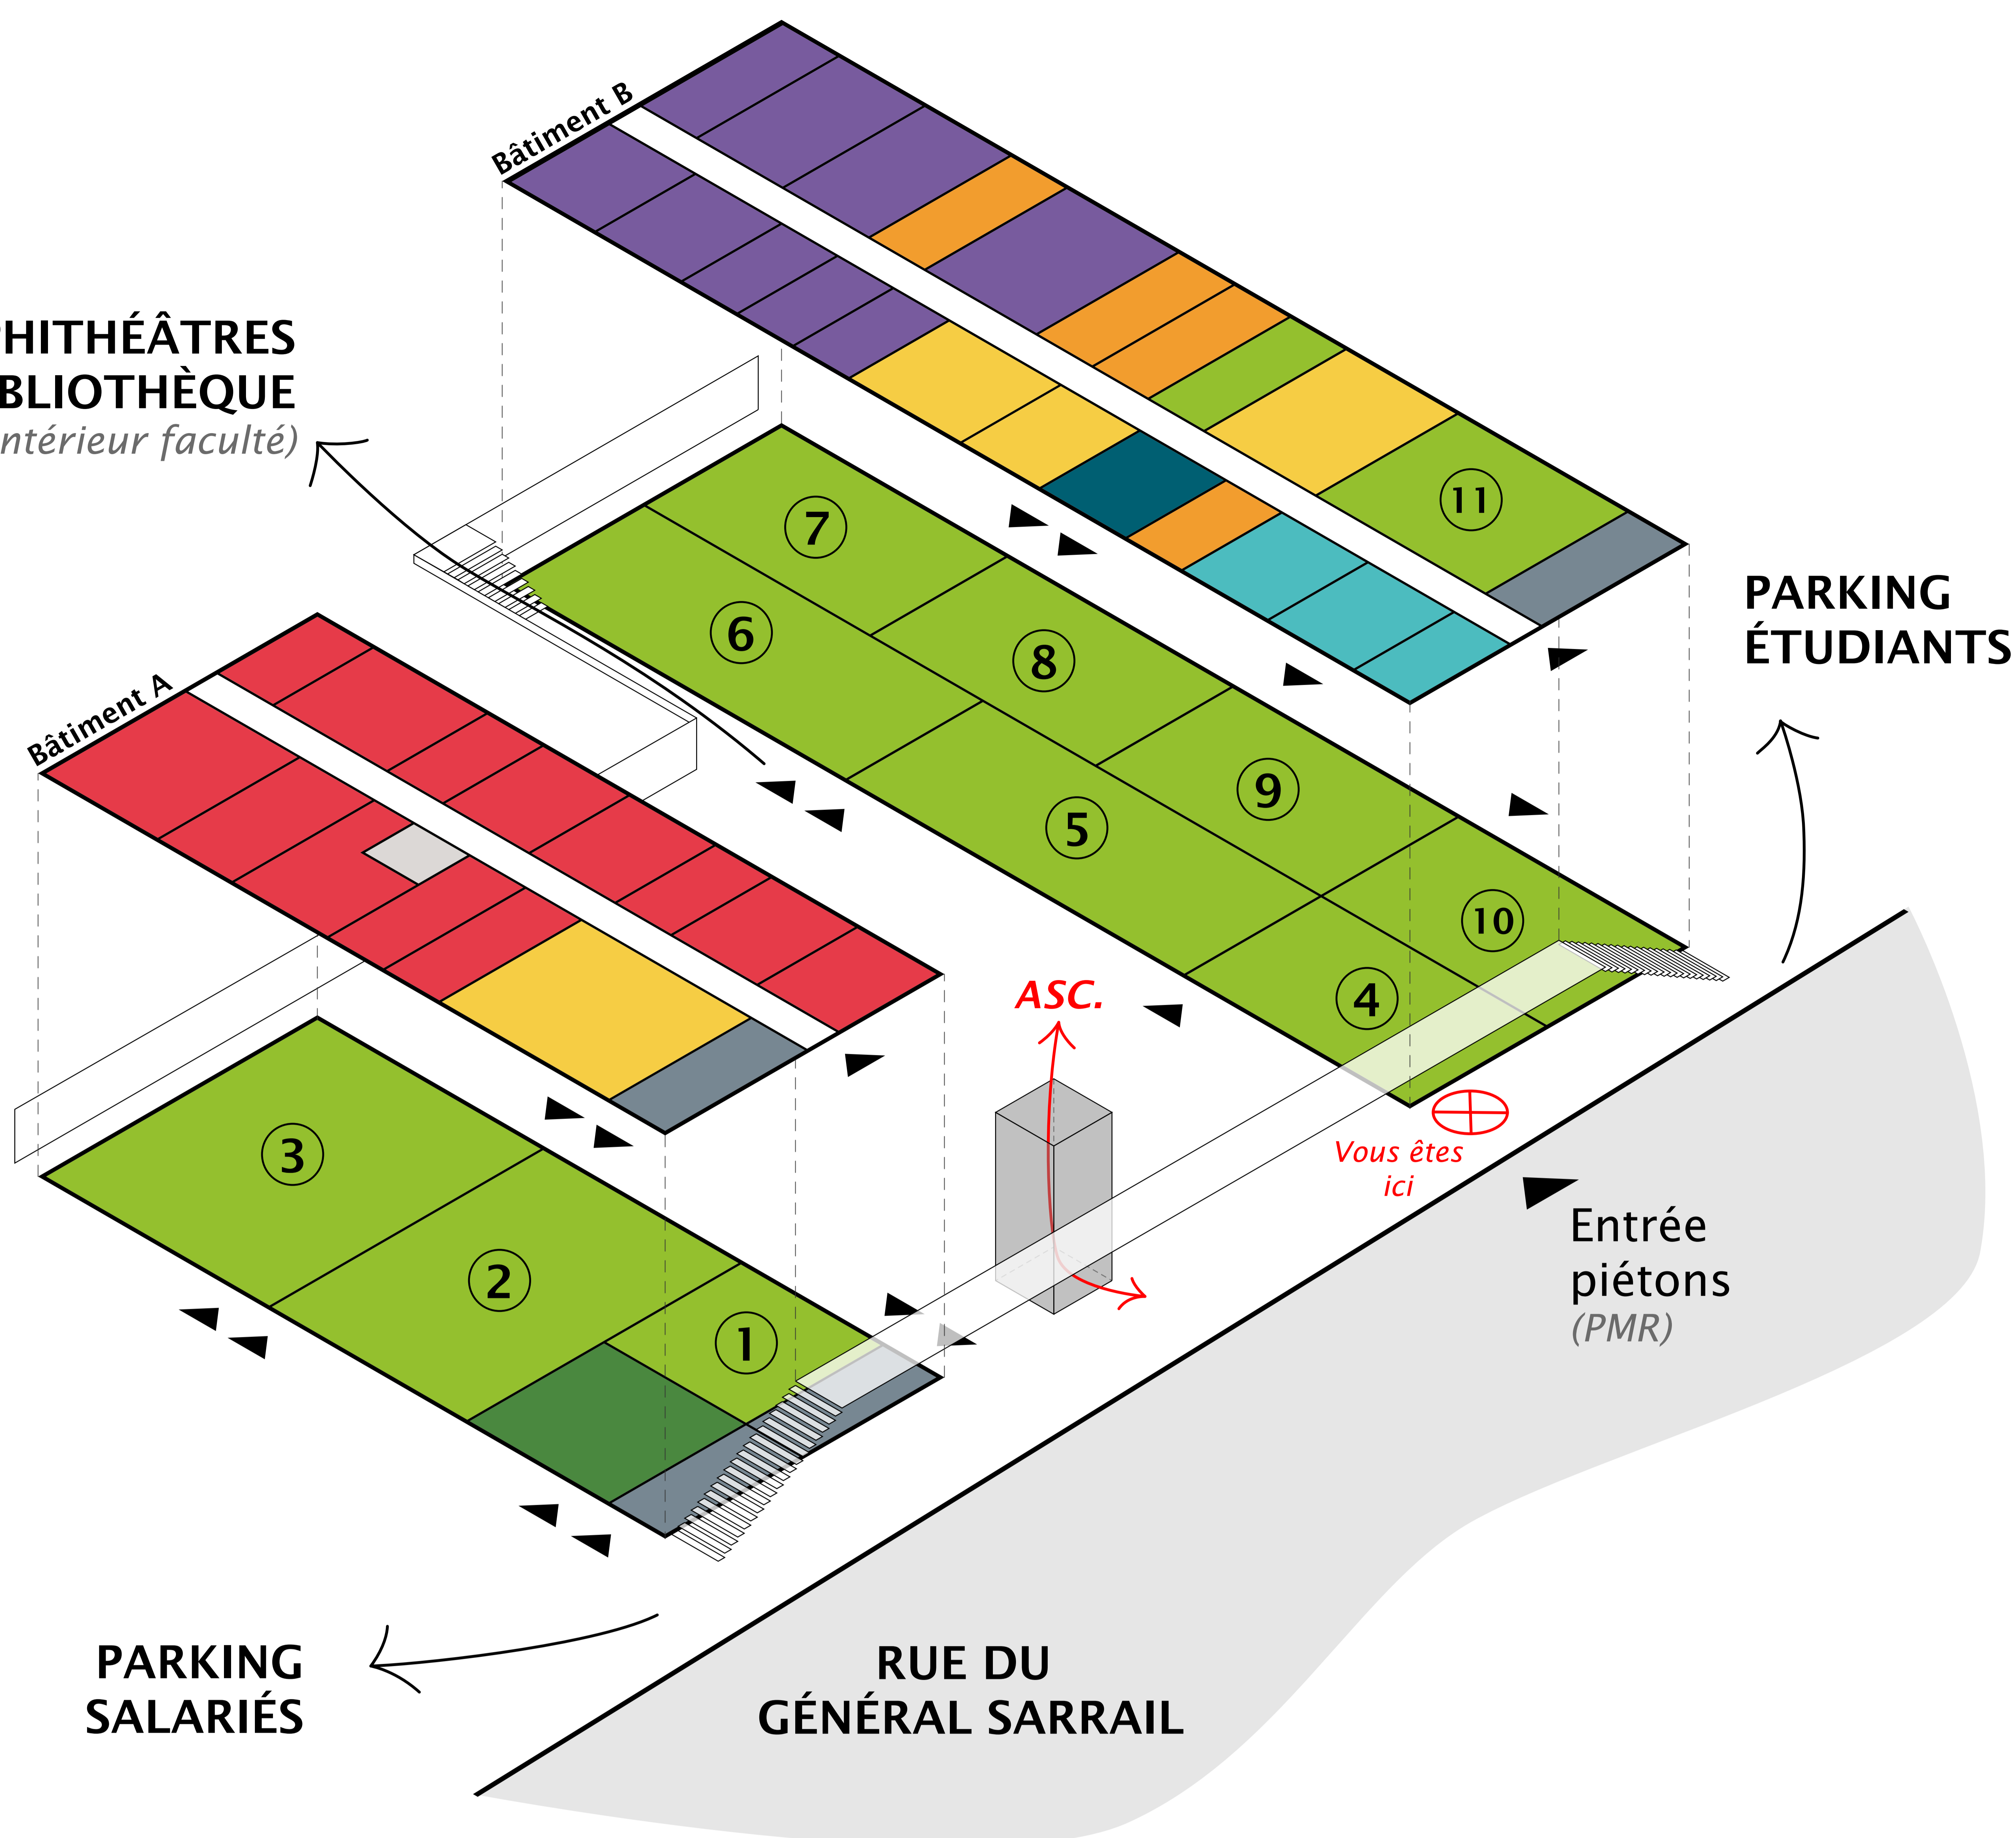 Bâtiment B
HITHÉÂTRES
BLIOTHÈQUE
ntérieur faculté)
11
7
6
8
PARKING
ÉTUDIANTS
Bâtiment A
9
5
10
4
ASC.
Vous êtes
ici
3
2
1
Entrée
piétons
(PMR)
PARKING
SALARIÉS
RUE DU
GÉNÉRAL SARRAIL